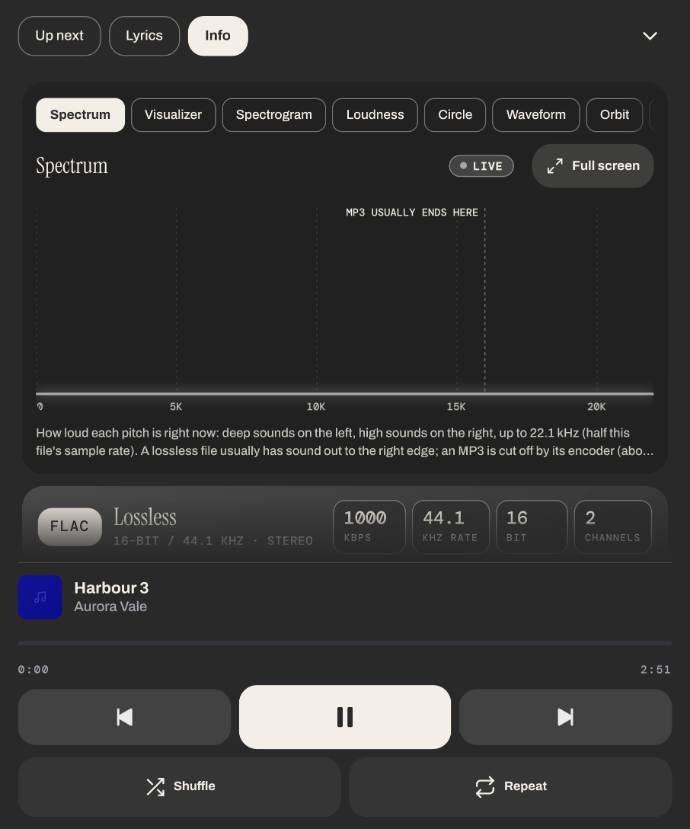 Up next
Lyrics
Info
Spectrum
Visualizer
Spectrogram
Loudness
Circle
Waveform
Orbit
Spectrum
LIVE
Full screen
MP3 USUALLY ENDS HERE
0
5K
10K
15K
20K
How loud each pitch is right now: deep sounds on the left, high sounds on the right, up to 22.1 kHz (half this
file's sample rate). A lossless file usually has sound out to the right edge; an MP3 is cut off by its encoder (abo…
FLAC
Lossless
16-BIT / 44.1 KHZ · STEREO
1000
KBPS
44.1
KHZ RATE
16
BIT
2
CHANNELS
Harbour 3
Aurora Vale
0:00
2:51
Shuffle
Repeat